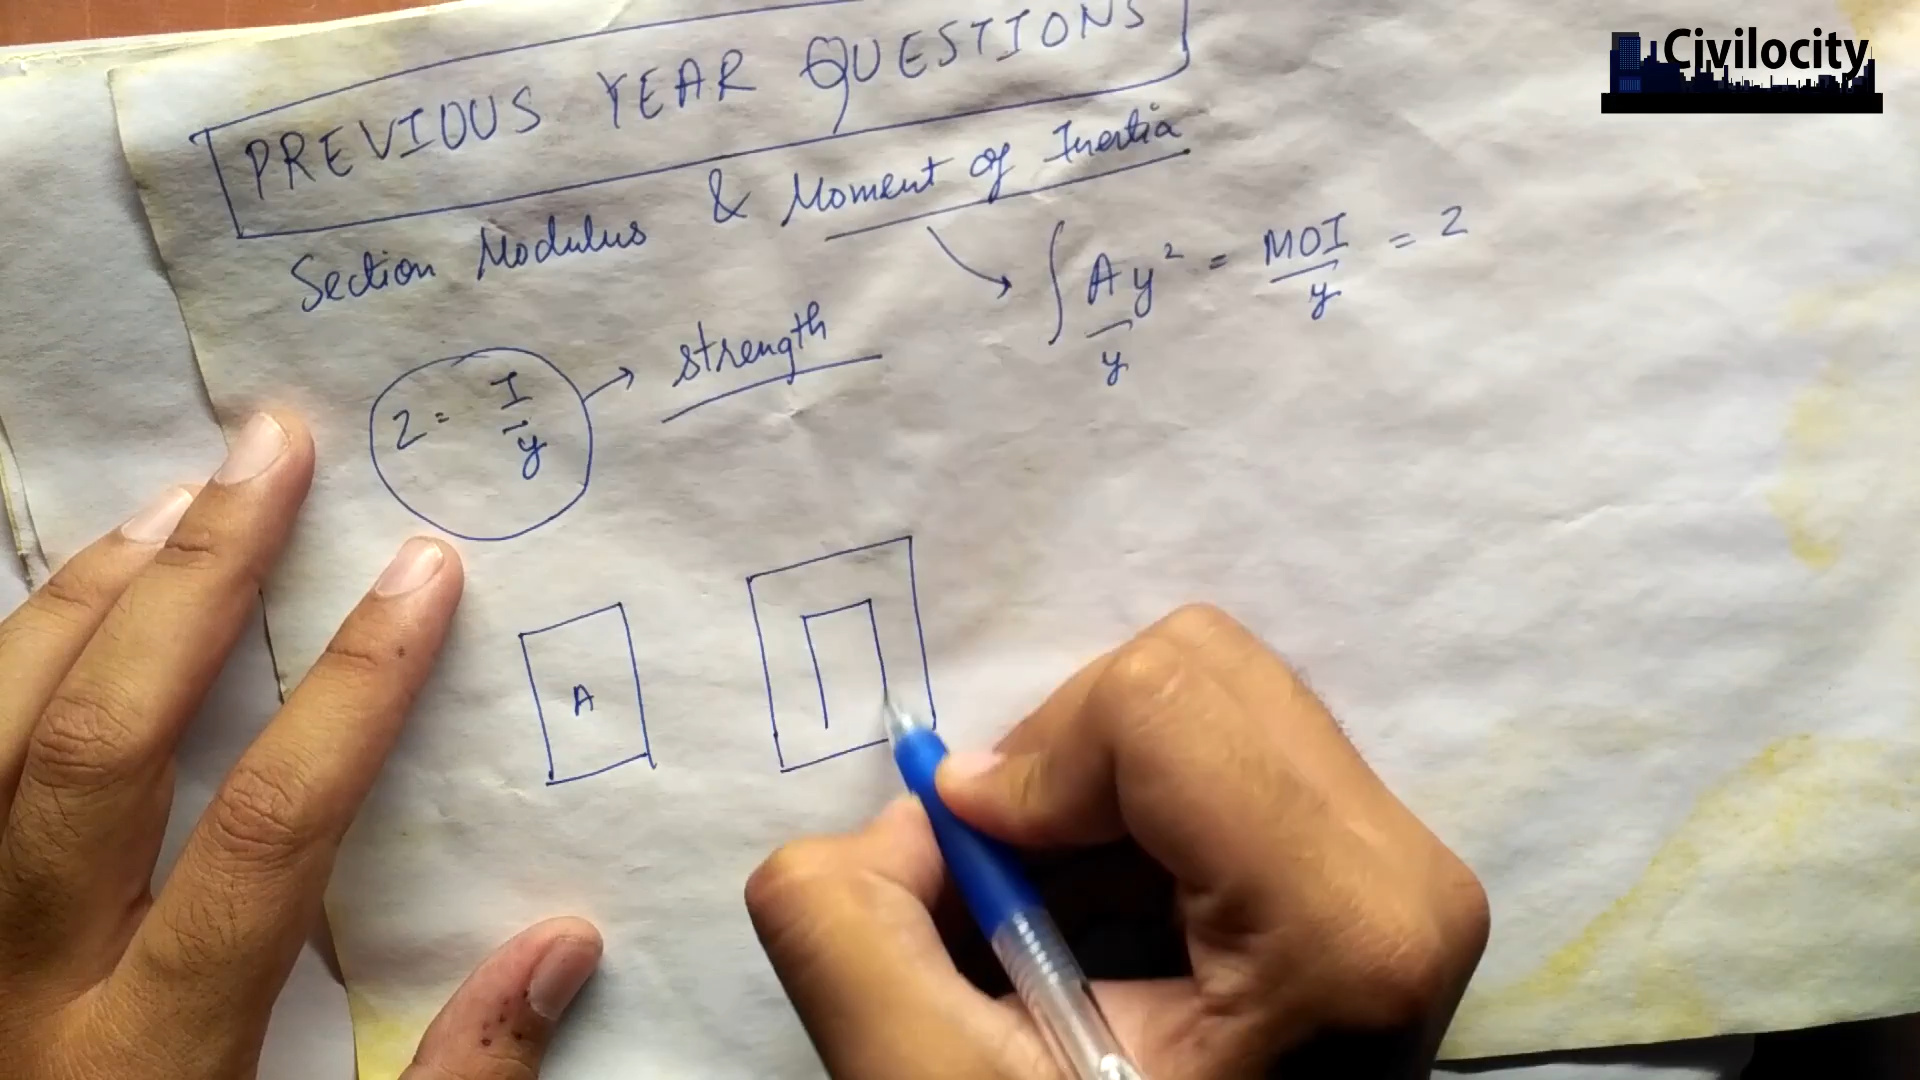 Civilocity
PREVIOUS YEAR QUESTIONS
Section Modulus & Moment of Inertia
∫ Ay² / y = MOI / y = Z
Z = I / y → strength
A